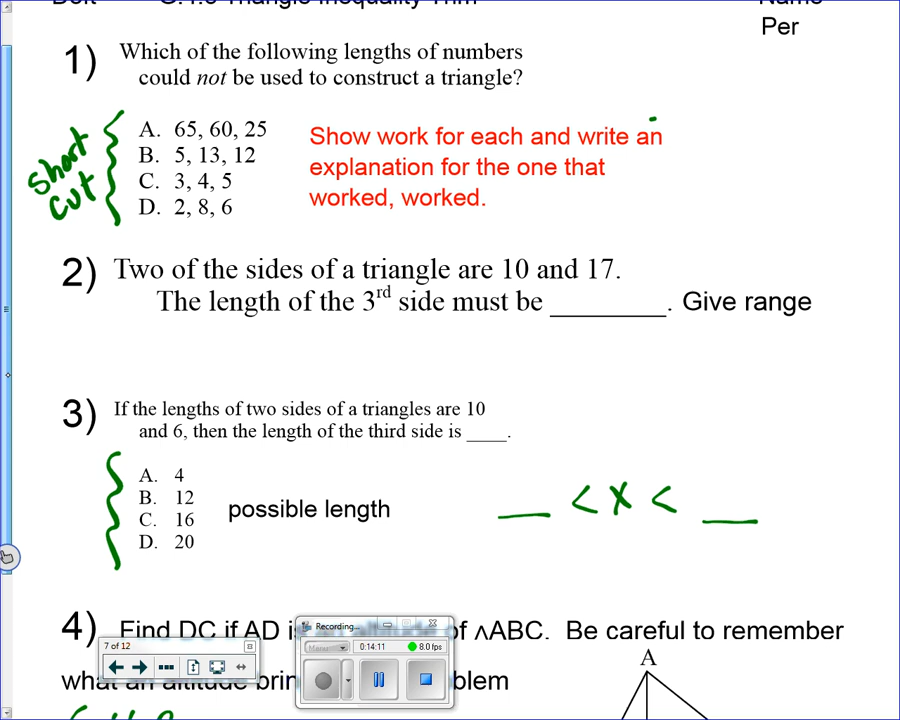 Per
1) Which of the following lengths of numbers
could not be used to construct a triangle?
short
cut
A. 65, 60, 25
B. 5, 13, 12
C. 3, 4, 5
D. 2, 8, 6
Show work for each and write an
explanation for the one that
worked, worked.
2) Two of the sides of a triangle are 10 and 17.
The length of the 3rd side must be ________. Give range
3) If the lengths of two sides of a triangles are 10
and 6, then the length of the third side is ____.
A. 4
B. 12
C. 16
D. 20
possible length
__ < x < __
4) Find DC if AD is an altitude of ∧ABC. Be careful to remember
what an altitude
blem
A
Recording...
0:14:11
8.0 fps
7 of 12